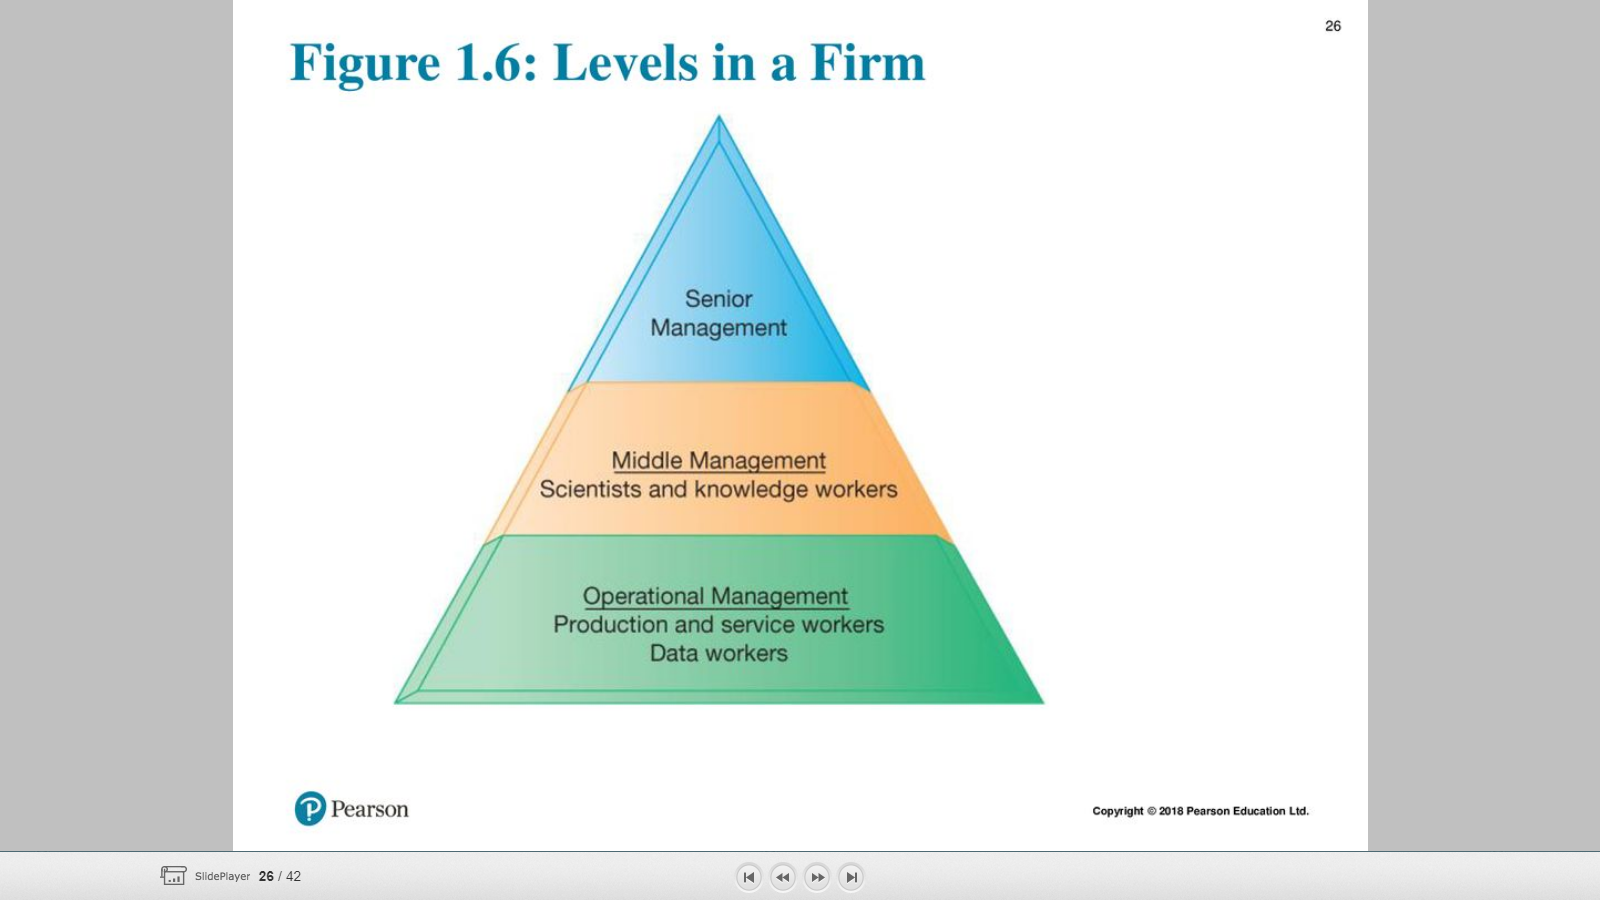 26
Figure 1.6: Levels in a Firm
Senior
Management
Middle Management
Scientists and knowledge workers
Operational Management
Production and service workers
Data workers
Pearson
Copyright © 2018 Pearson Education Ltd.
SlidePlayer 26 / 42